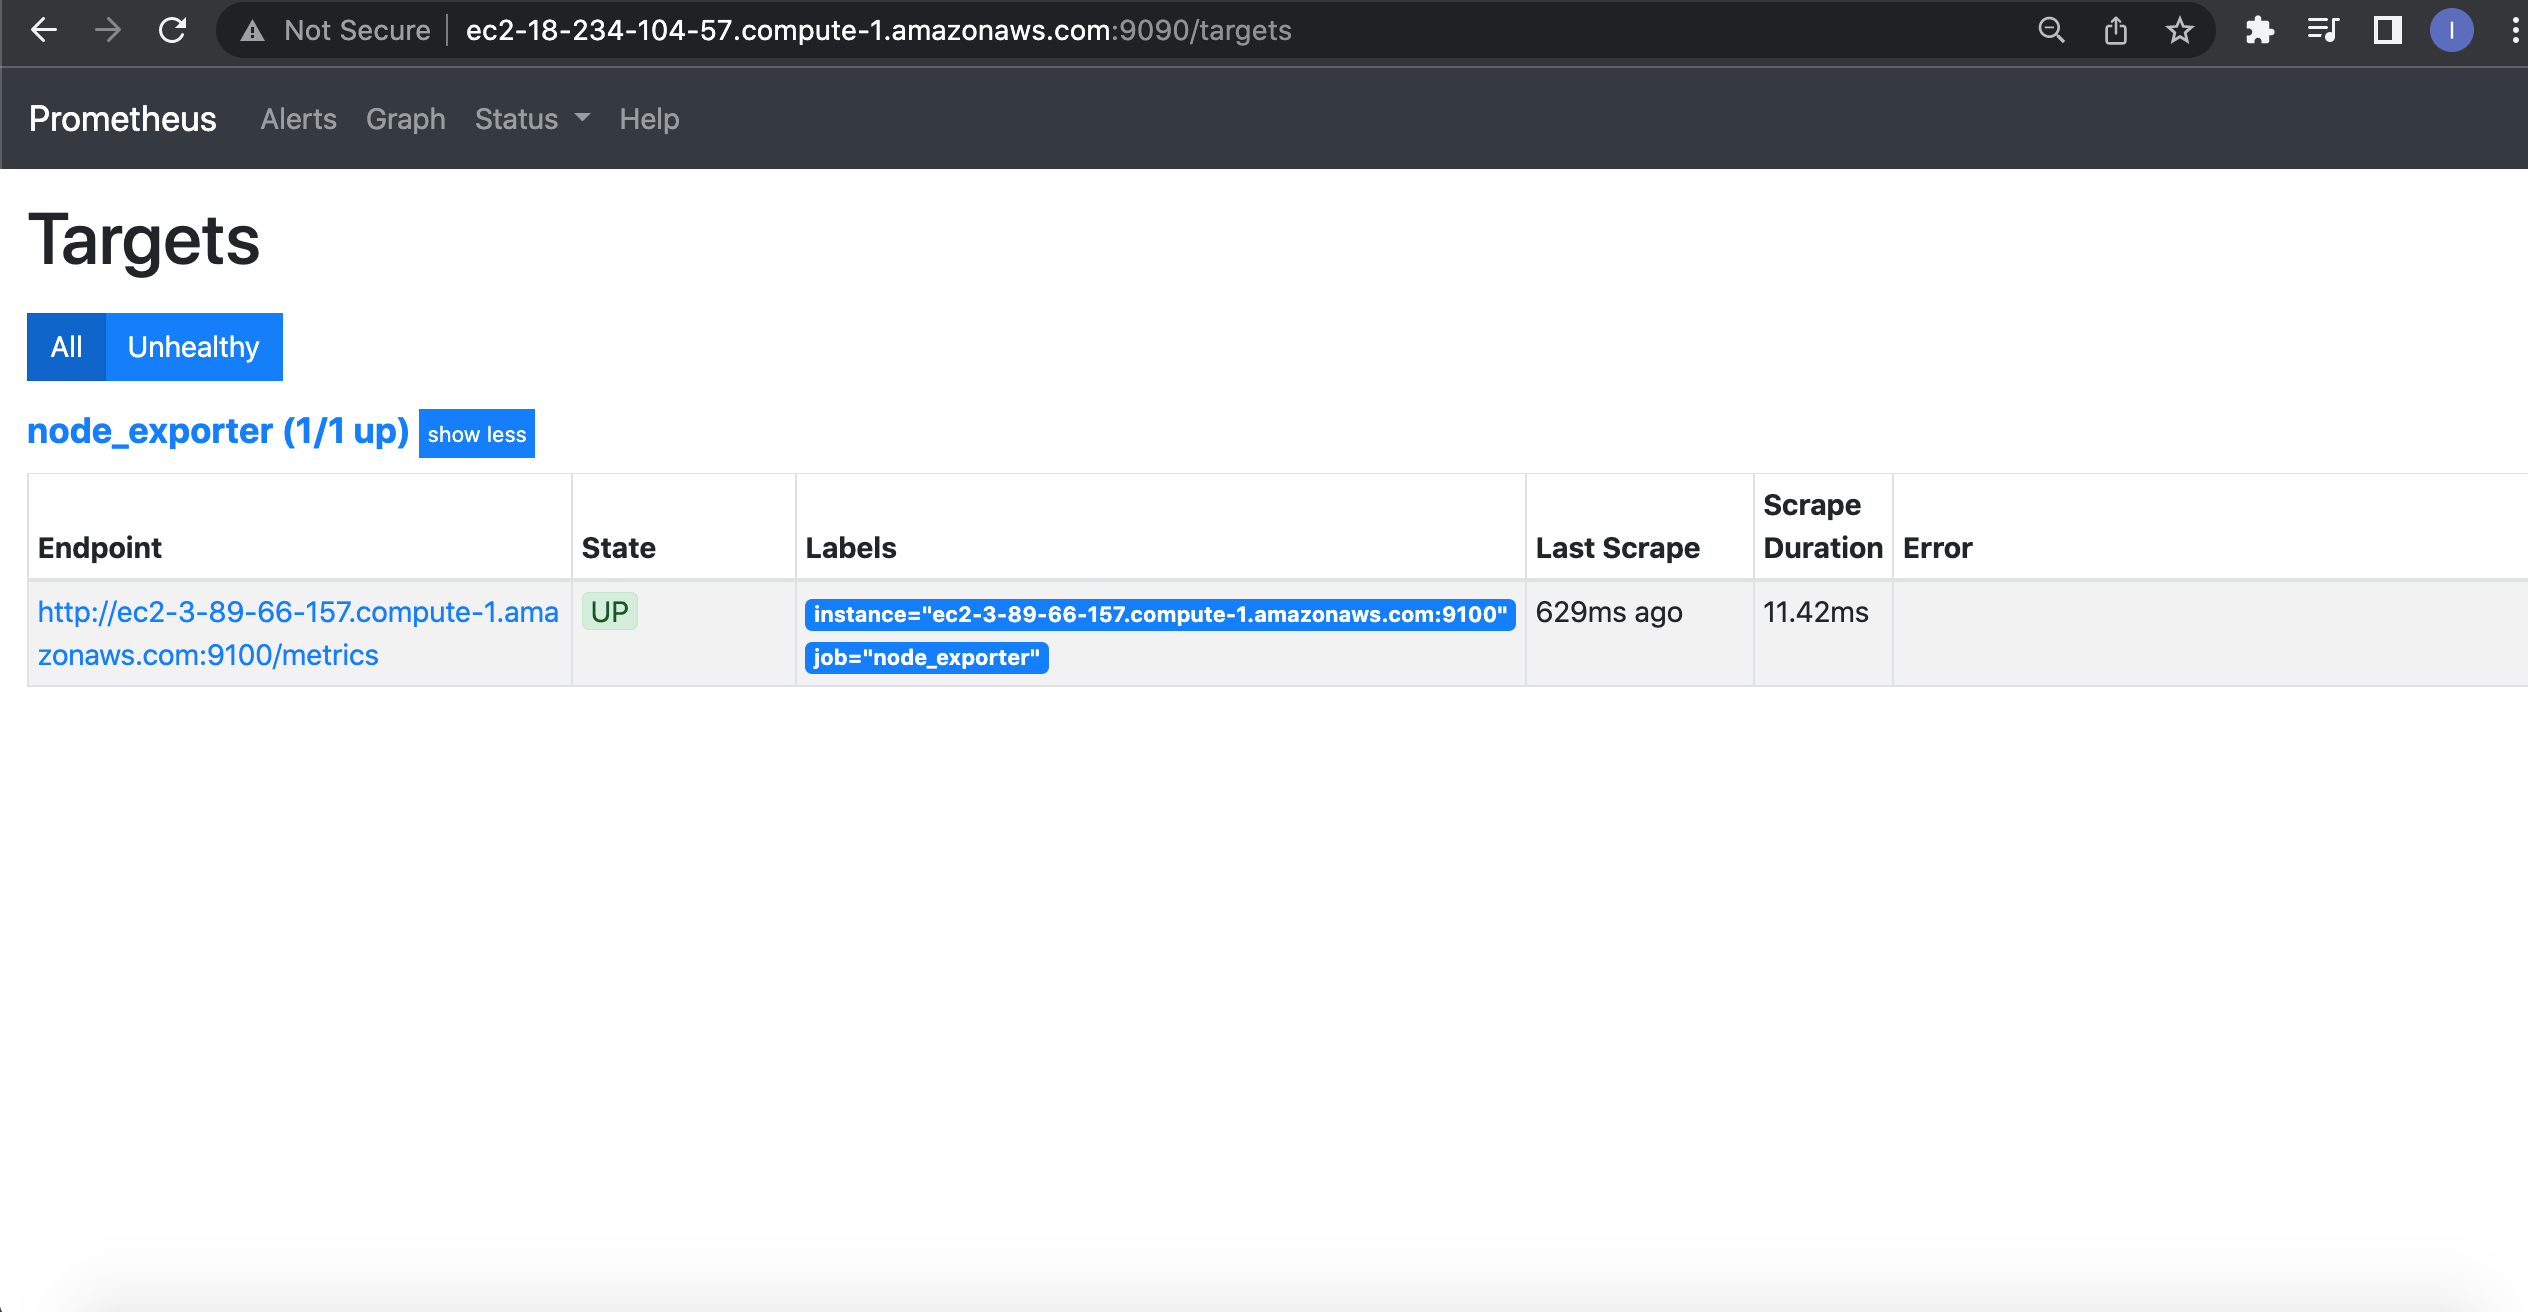 Not Secure ec2-18-234-104-57.compute-1.amazonaws.com:9090/targets I
Prometheus Alerts Graph Status Help
Targets
All Unhealthy
node_exporter (1/1 up) show less
Endpoint State Labels Last Scrape Scrape Duration Error
http://ec2-3-89-66-157.compute-1.ama UP instance="ec2-3-89-66-157.compute-1.amazonaws.com:9100" 629ms ago 11.42ms
zonaws.com:9100/metrics job="node_exporter"